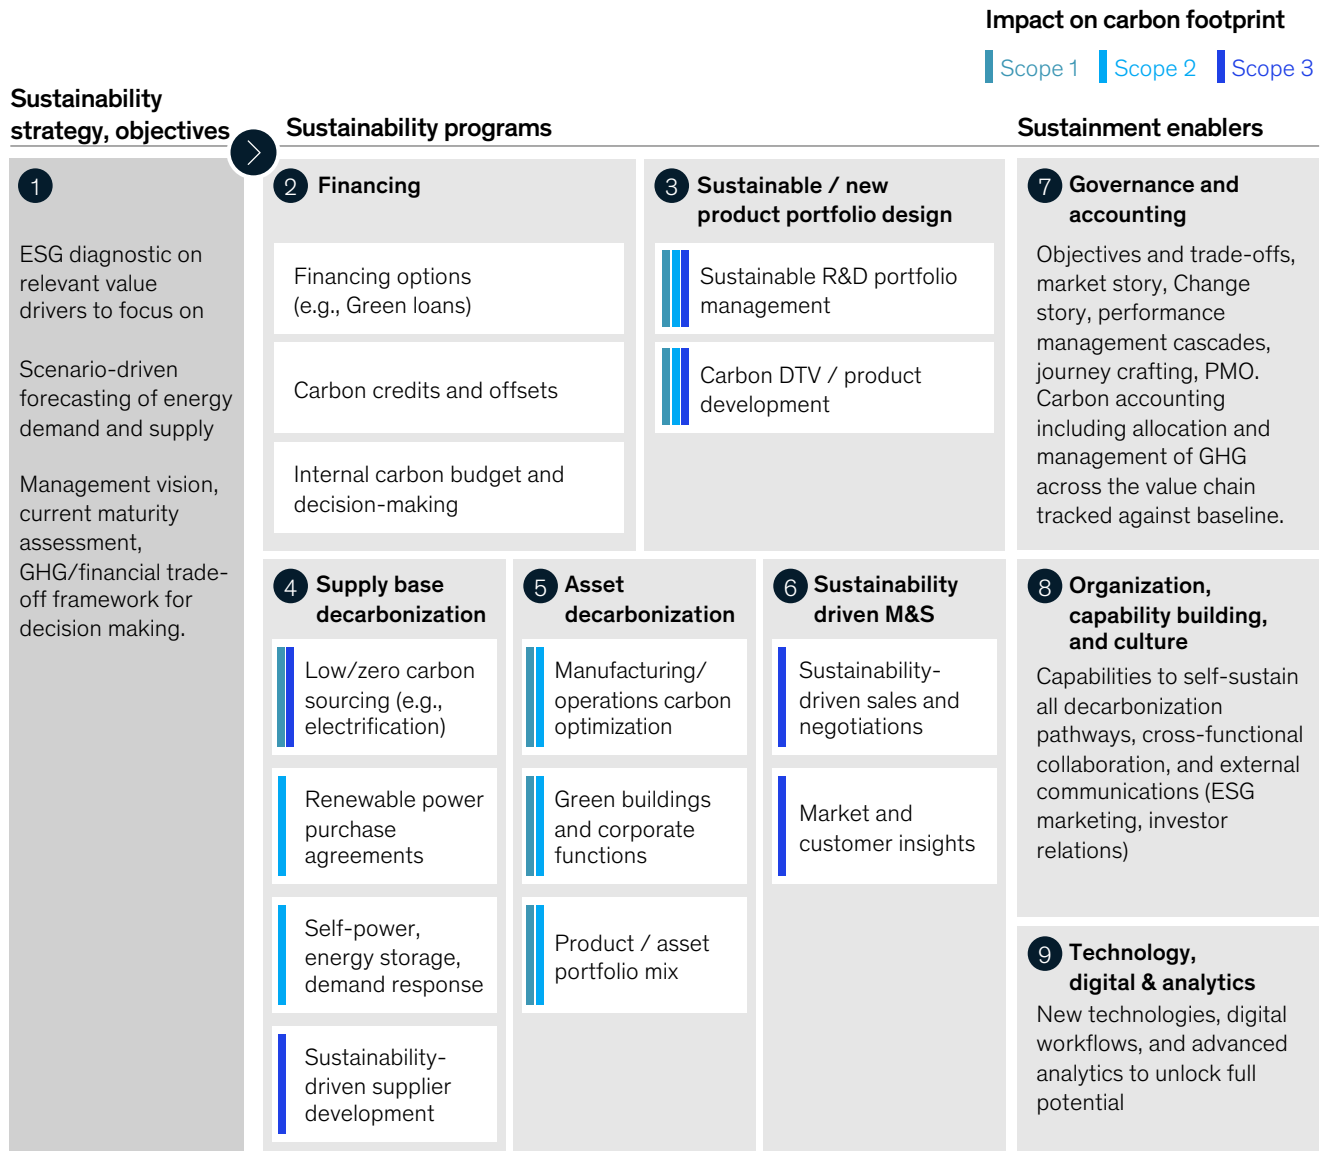 Impact on carbon footprint
Scope 1
Scope 2
Scope 3
Sustainability
strategy, objectives
Sustainability programs
Sustainment enablers
1
ESG diagnostic on
relevant value
drivers to focus on
Scenario-driven
forecasting of energy
demand and supply
Management vision,
current maturity
assessment,
GHG/financial trade-
off framework for
decision making.
2 Financing
Financing options
(e.g., Green loans)
Carbon credits and offsets
Internal carbon budget and
decision-making
3 Sustainable / new
product portfolio design
Sustainable R&D portfolio
management
Carbon DTV / product
development
4 Supply base
decarbonization
Low/zero carbon
sourcing (e.g.,
electrification)
Renewable power
purchase
agreements
Self-power,
energy storage,
demand response
Sustainability-
driven supplier
development
5 Asset
decarbonization
Manufacturing/
operations carbon
optimization
Green buildings
and corporate
functions
Product / asset
portfolio mix
6 Sustainability
driven M&S
Sustainability-
driven sales and
negotiations
Market and
customer insights
7 Governance and
accounting
Objectives and trade-offs,
market story, Change
story, performance
management cascades,
journey crafting, PMO.
Carbon accounting
including allocation and
management of GHG
across the value chain
tracked against baseline.
8 Organization,
capability building,
and culture
Capabilities to self-sustain
all decarbonization
pathways, cross-functional
collaboration, and external
communications (ESG
marketing, investor
relations)
9 Technology,
digital & analytics
New technologies, digital
workflows, and advanced
analytics to unlock full
potential